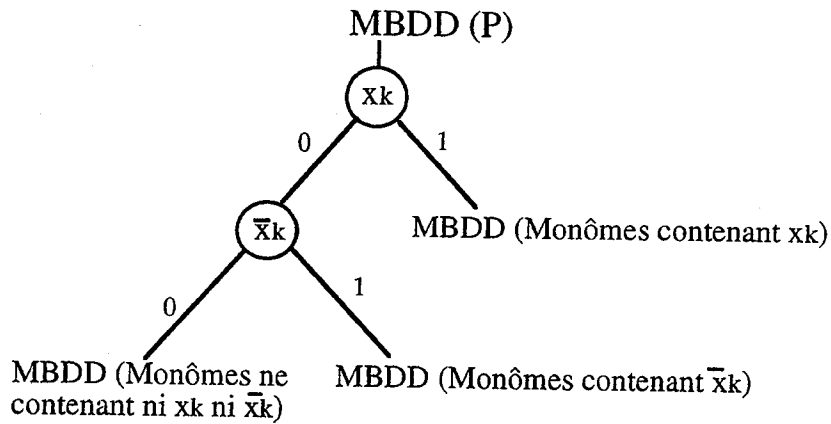 MBDD (P)
xk
0
1
x̄k
MBDD (Monômes contenant xk)
0
1
MBDD (Monômes ne
contenant ni xk ni x̄k)
MBDD (Monômes contenant x̄k)